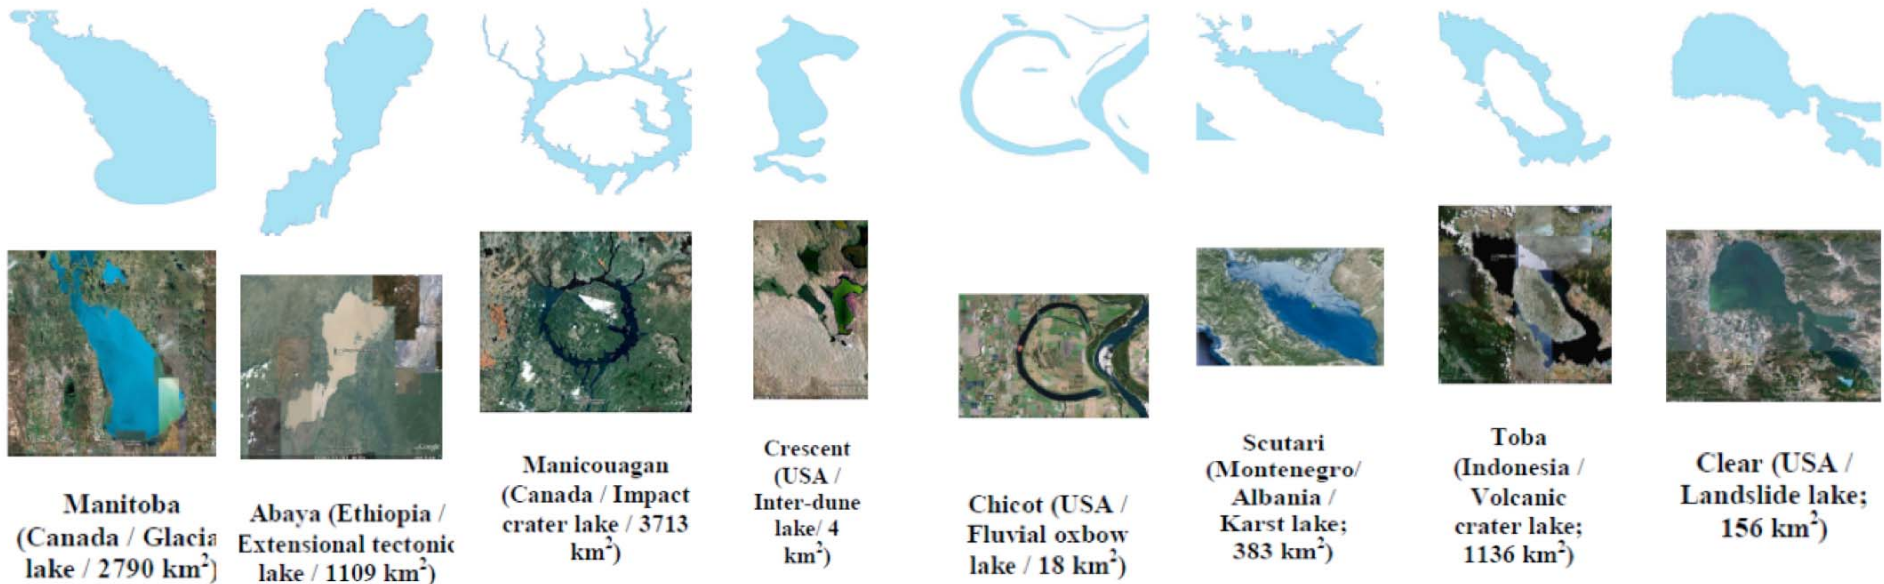 Manitoba
(Canada / Glacia
lake / 2790 km²)
Abaya (Ethiopia /
Extensional tectonic
lake / 1109 km²)
Manicouagan
(Canada / Impact
crater lake / 3713
km²)
Crescent
(USA /
Inter-dune
lake/ 4
km²)
Chicot (USA /
Fluvial oxbow
lake / 18 km²)
Scutari
(Montenegro/
Albania /
Karst lake;
383 km²)
Toba
(Indonesia /
Volcanic
crater lake;
1136 km²)
Clear (USA /
Landslide lake;
156 km²)